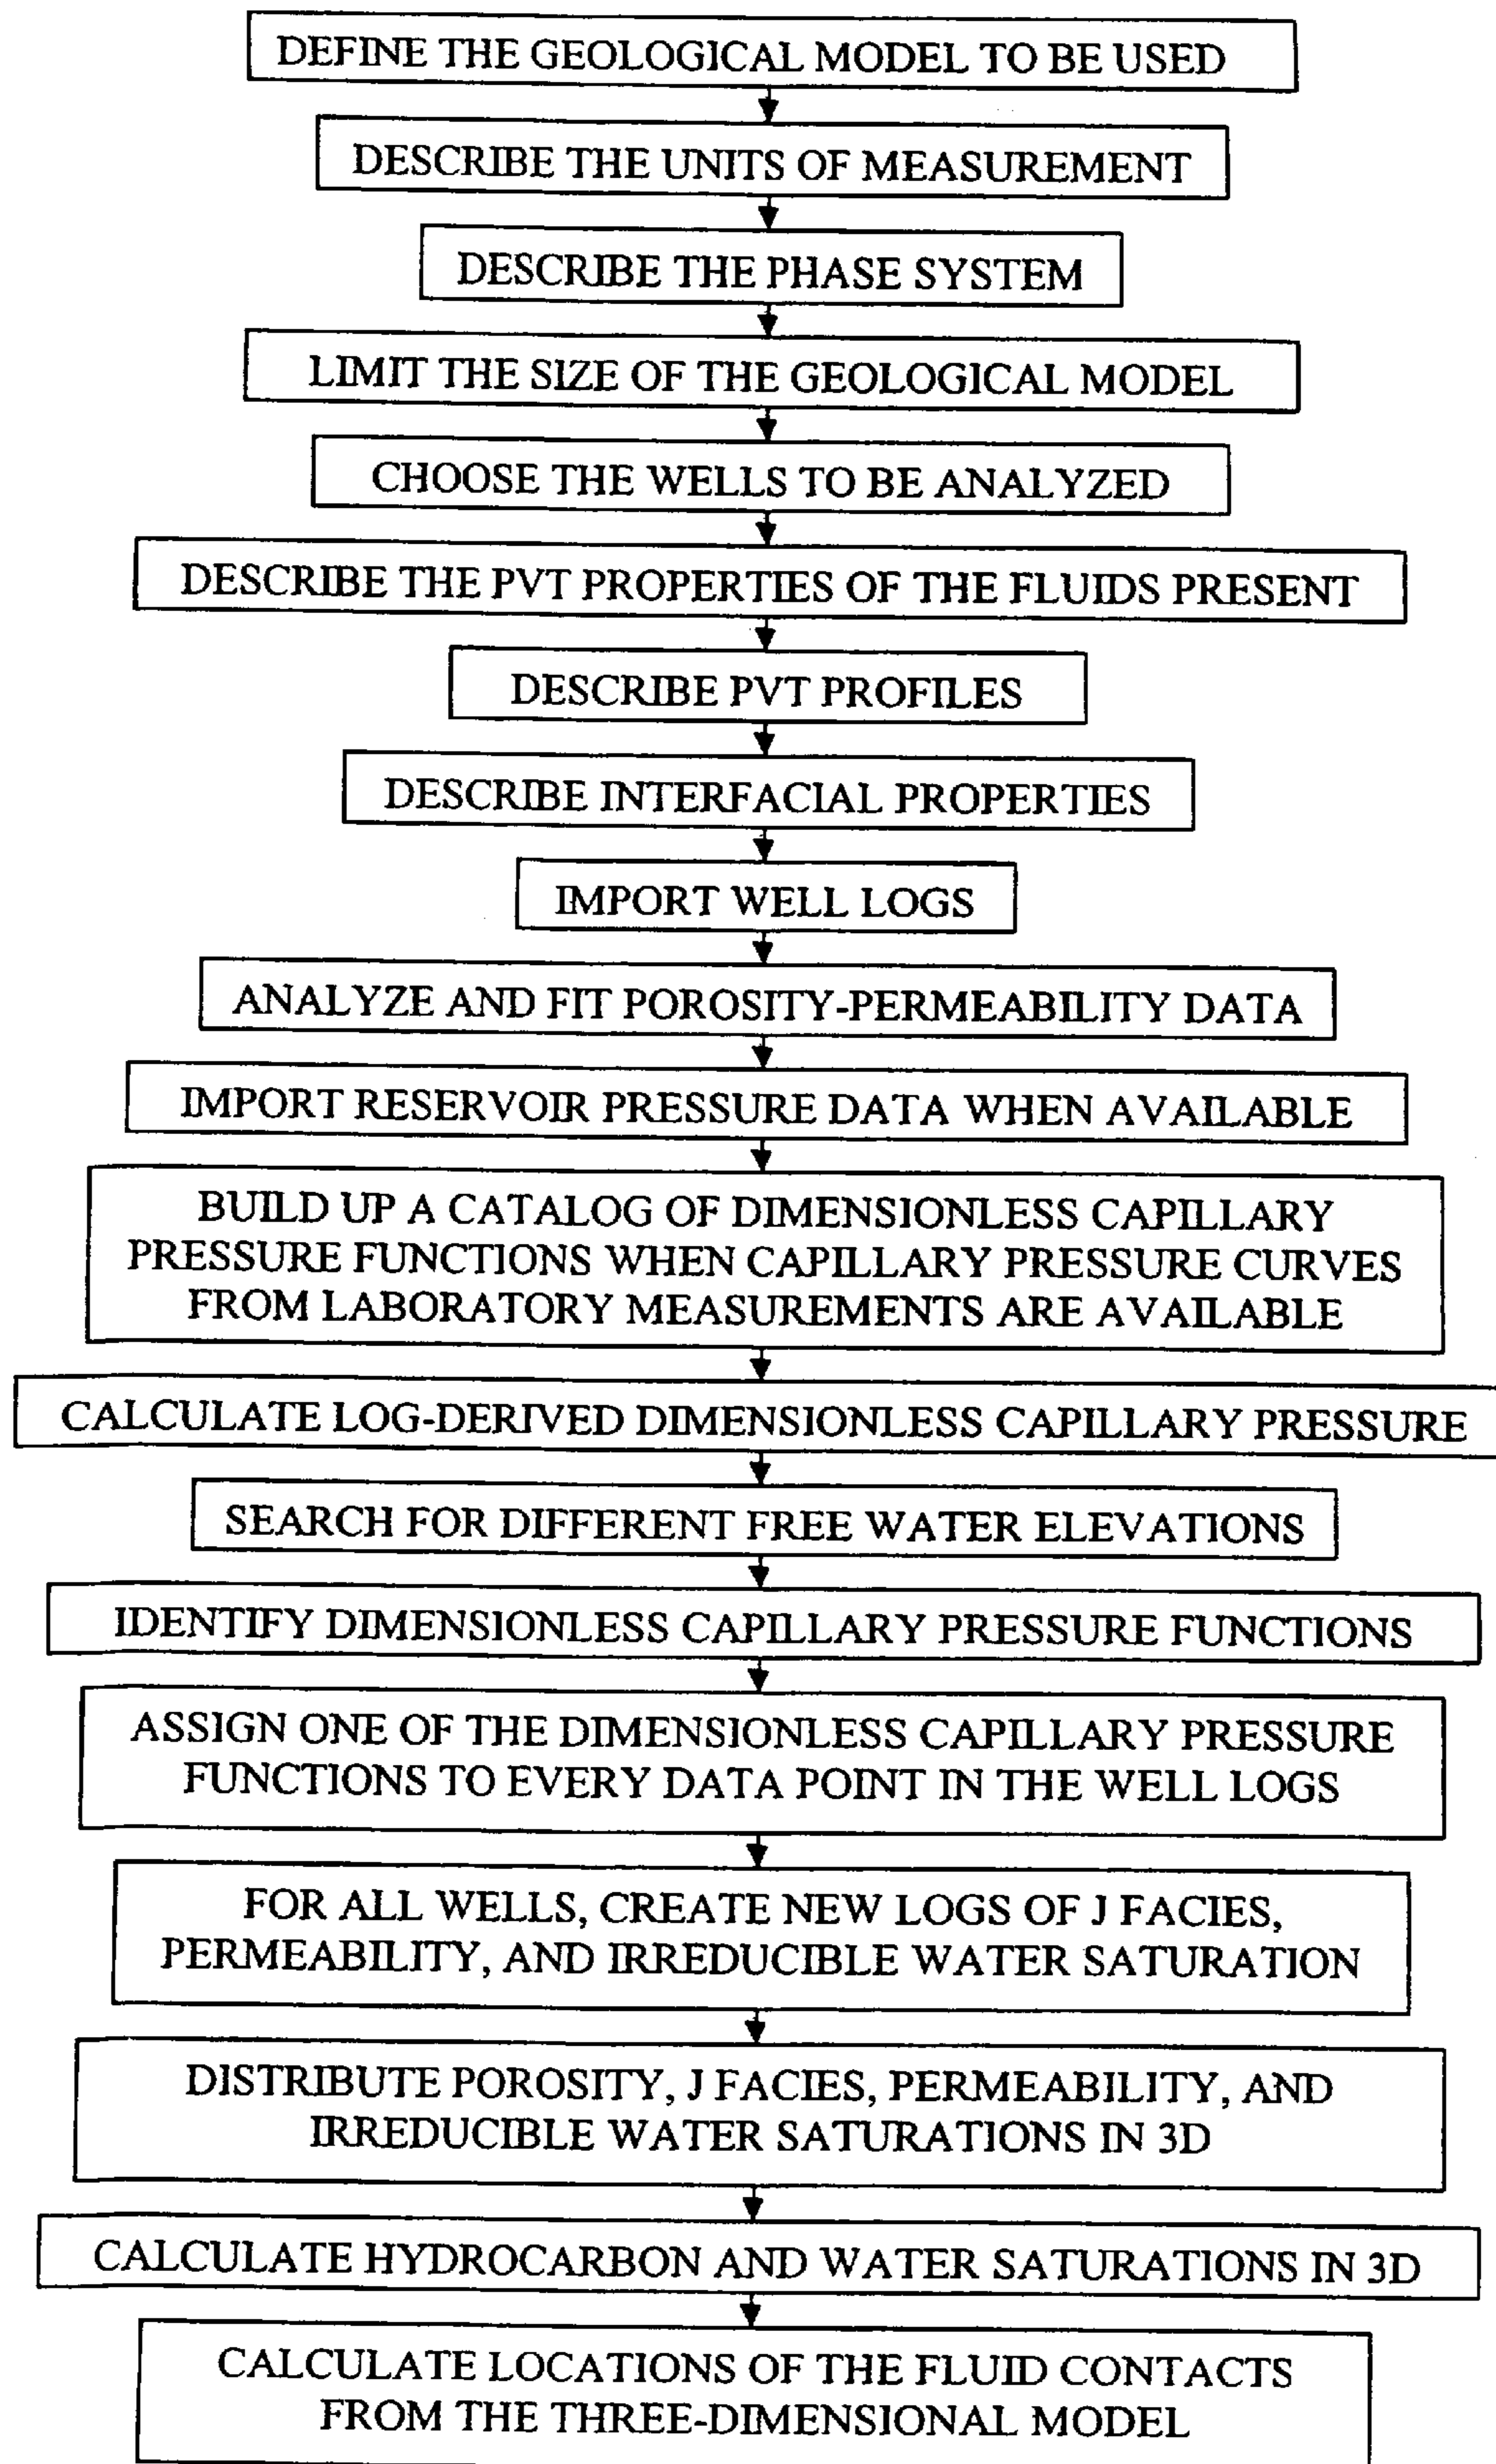 DEFINE THE GEOLOGICAL MODEL TO BE USED
DESCRIBE THE UNITS OF MEASUREMENT
DESCRIBE THE PHASE SYSTEM
LIMIT THE SIZE OF THE GEOLOGICAL MODEL
CHOOSE THE WELLS TO BE ANALYZED
DESCRIBE THE PVT PROPERTIES OF THE FLUIDS PRESENT
DESCRIBE PVT PROFILES
DESCRIBE INTERFACIAL PROPERTIES
IMPORT WELL LOGS
ANALYZE AND FIT POROSITY-PERMEABILITY DATA
IMPORT RESERVOIR PRESSURE DATA WHEN AVAILABLE
BUILD UP A CATALOG OF DIMENSIONLESS CAPILLARY
PRESSURE FUNCTIONS WHEN CAPILLARY PRESSURE CURVES
FROM LABORATORY MEASUREMENTS ARE AVAILABLE
CALCULATE LOG-DERIVED DIMENSIONLESS CAPILLARY PRESSURE
SEARCH FOR DIFFERENT FREE WATER ELEVATIONS
IDENTIFY DIMENSIONLESS CAPILLARY PRESSURE FUNCTIONS
ASSIGN ONE OF THE DIMENSIONLESS CAPILLARY PRESSURE
FUNCTIONS TO EVERY DATA POINT IN THE WELL LOGS
FOR ALL WELLS, CREATE NEW LOGS OF J FACIES,
PERMEABILITY, AND IRREDUCIBLE WATER SATURATION
DISTRIBUTE POROSITY, J FACIES, PERMEABILITY, AND
IRREDUCIBLE WATER SATURATIONS IN 3D
CALCULATE HYDROCARBON AND WATER SATURATIONS IN 3D
CALCULATE LOCATIONS OF THE FLUID CONTACTS
FROM THE THREE-DIMENSIONAL MODEL